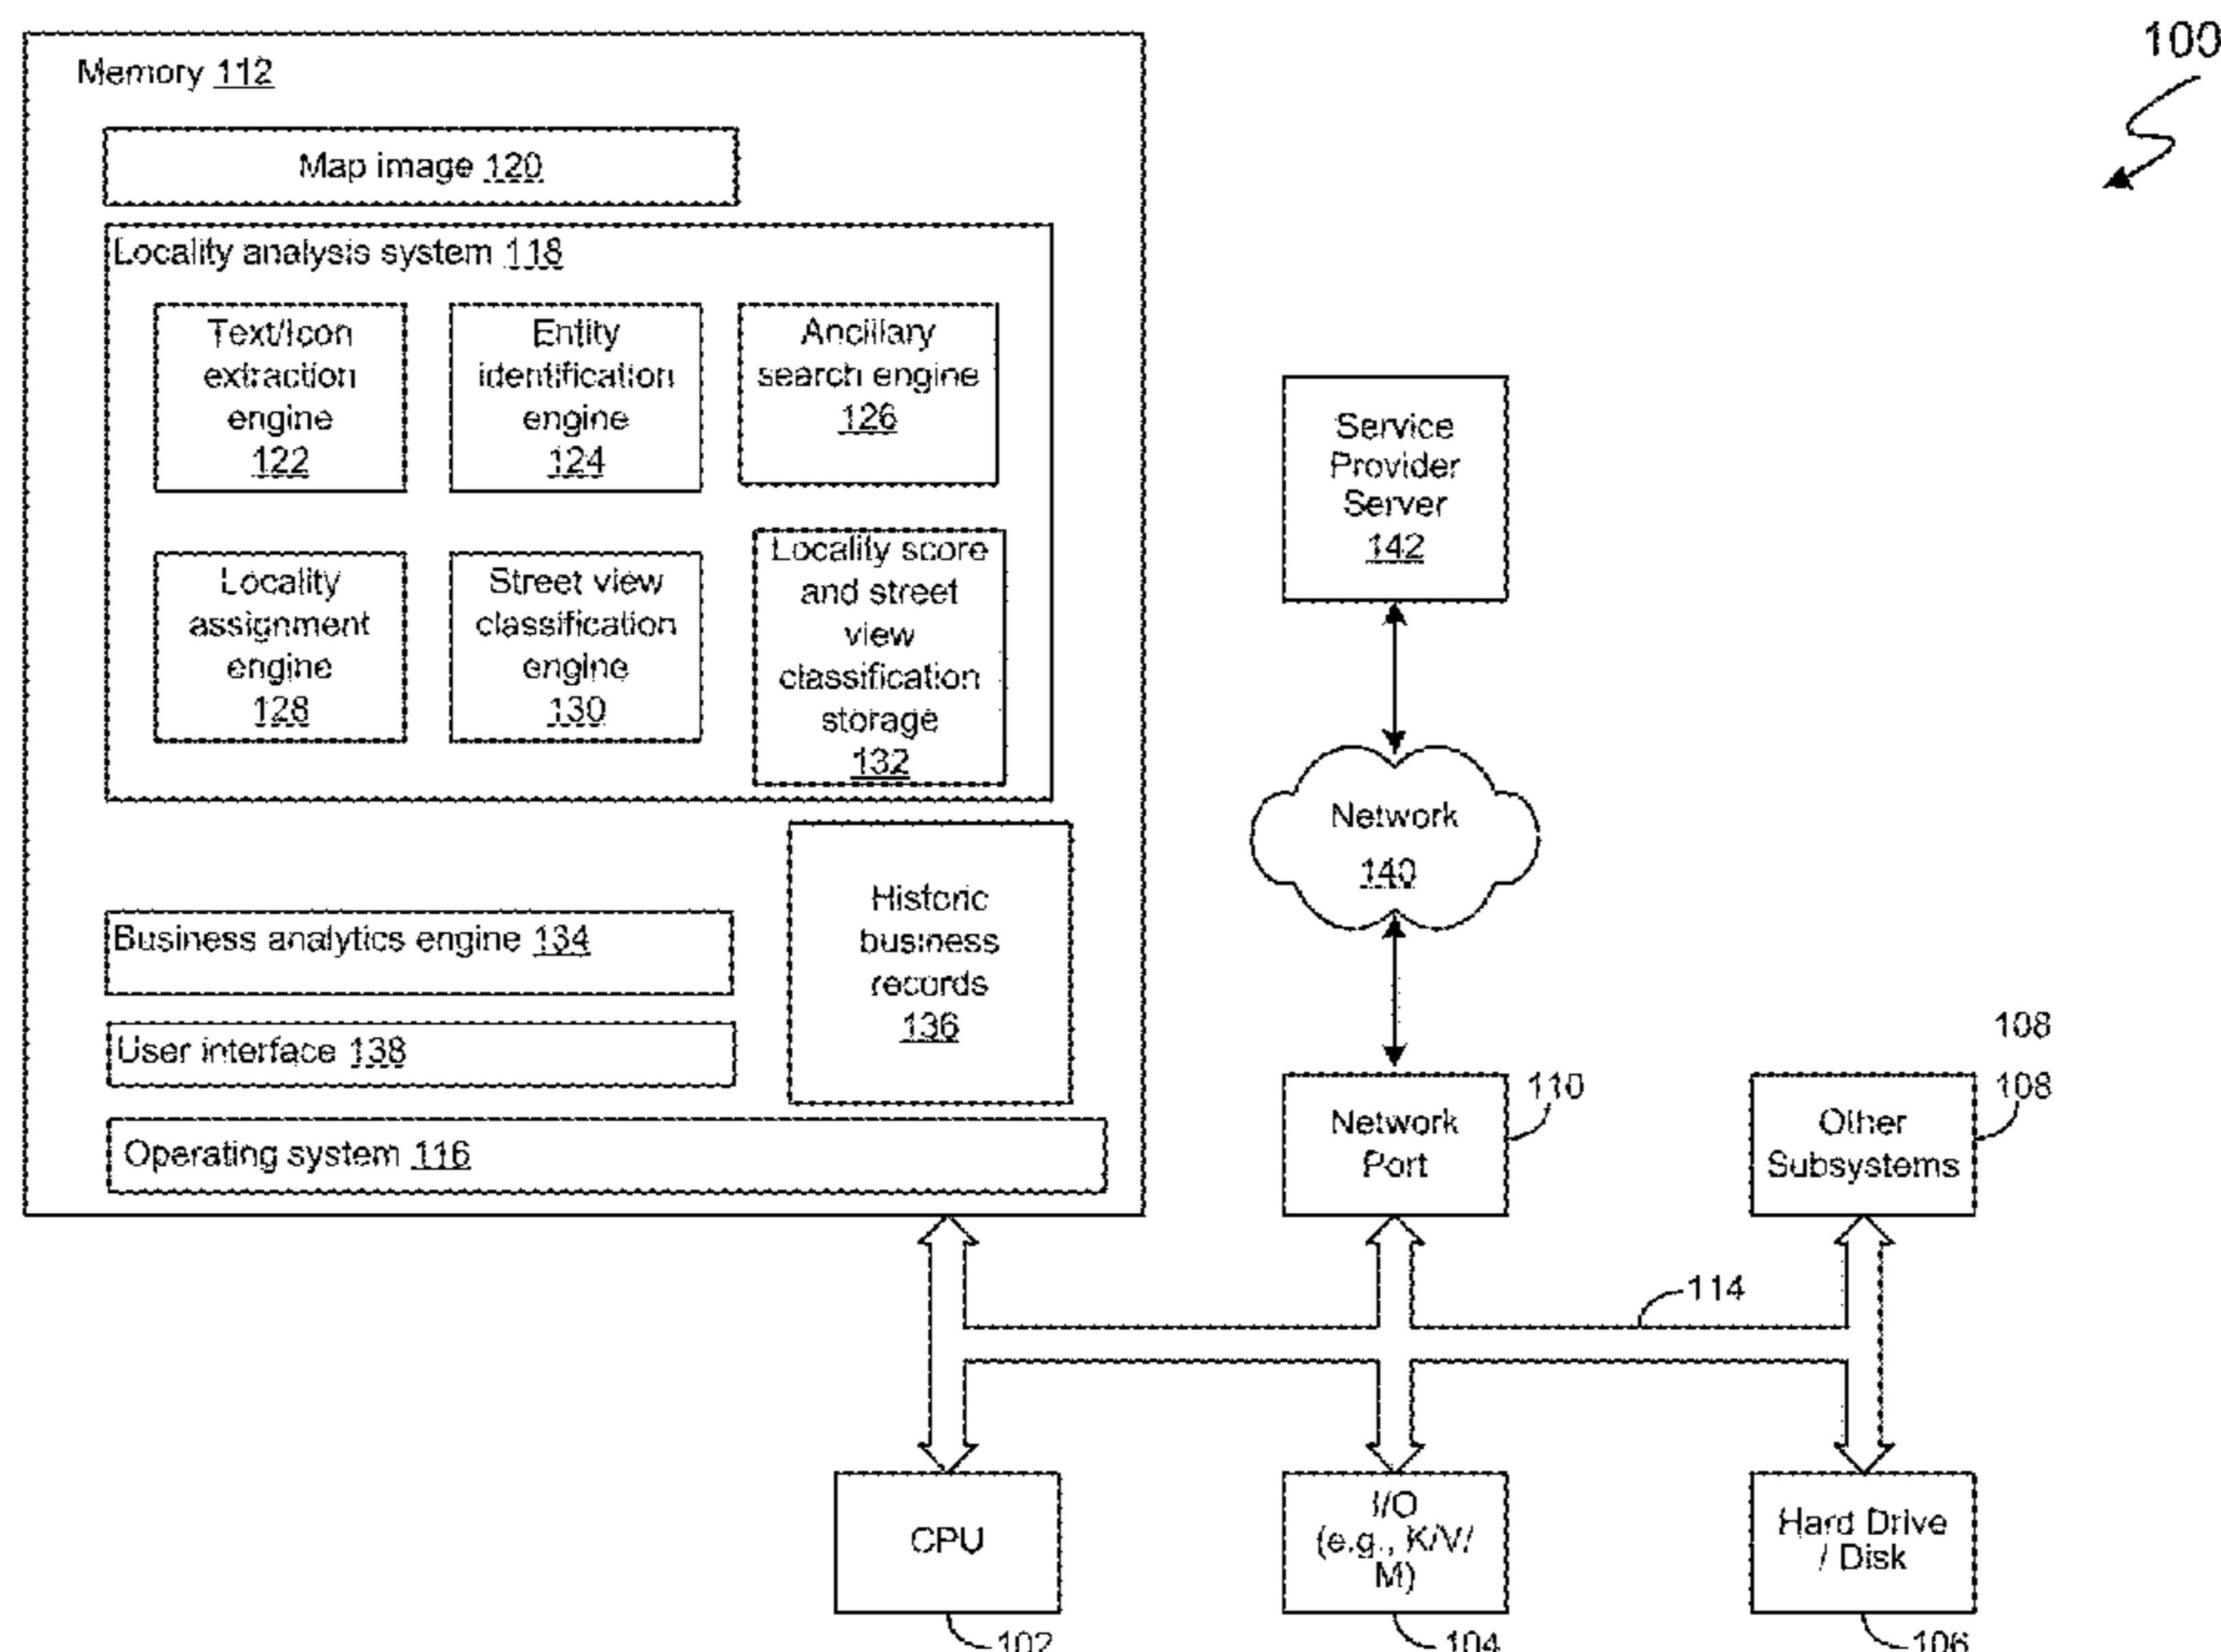 100
Memory 112
Map image 120
Locality analysis system 118
Text/Icon
extraction
engine
122
Entity
identification
engine
124
Ancillary
search engine
126
Locality
assignment
engine
128
Street view
classification
engine
130
Locality score
and street
view
classification
storage
132
Business analytics engine 134
Historic
business
records
136
User interface 138
Operating system 116
Service
Provider
Server
142
Network
140
Network
Port
110
108
108
Other
Subsystems
114
CPU
102
I/O
(e.g., K/V/
M)
104
Hard Drive
/ Disk
106